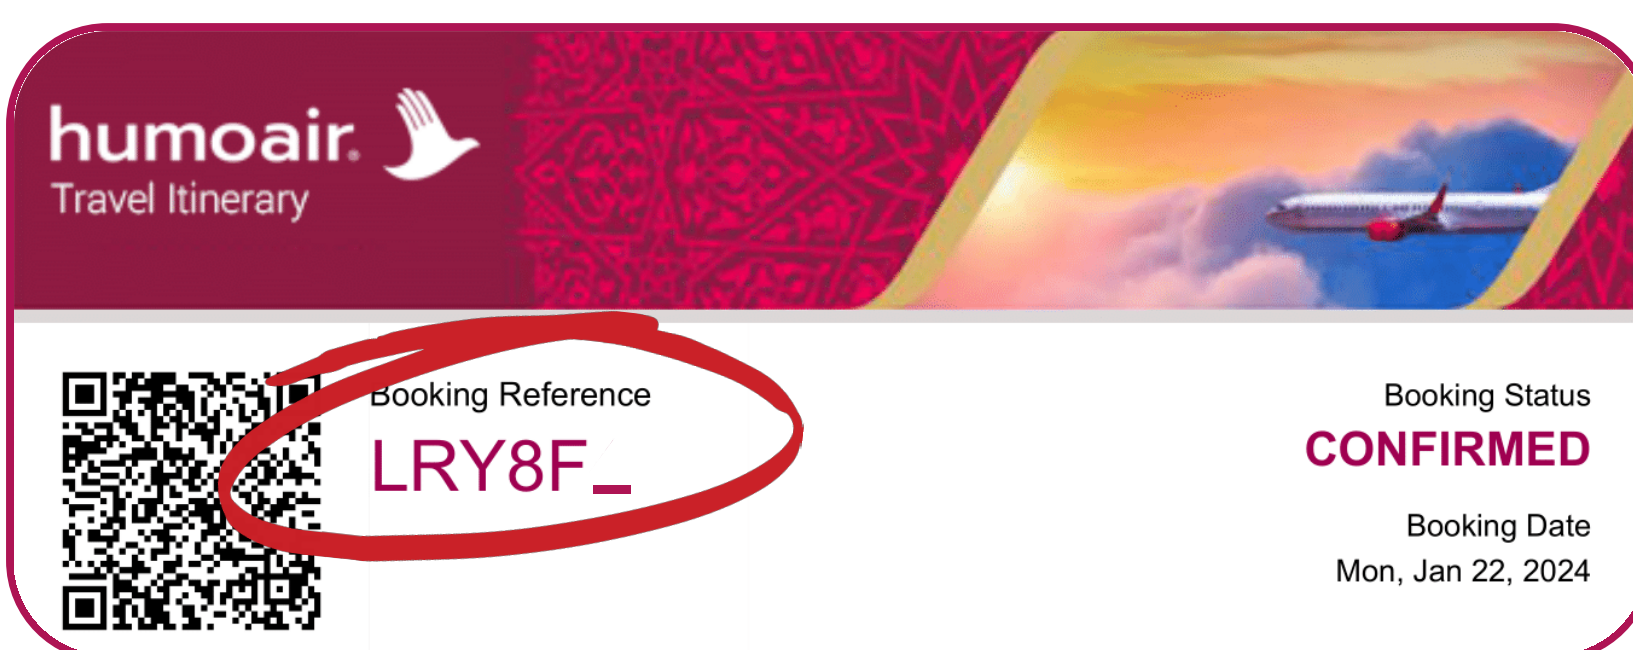 humoair®
Travel Itinerary
Booking Reference
LRY8F_
Booking Status
CONFIRMED
Booking Date
Mon, Jan 22, 2024